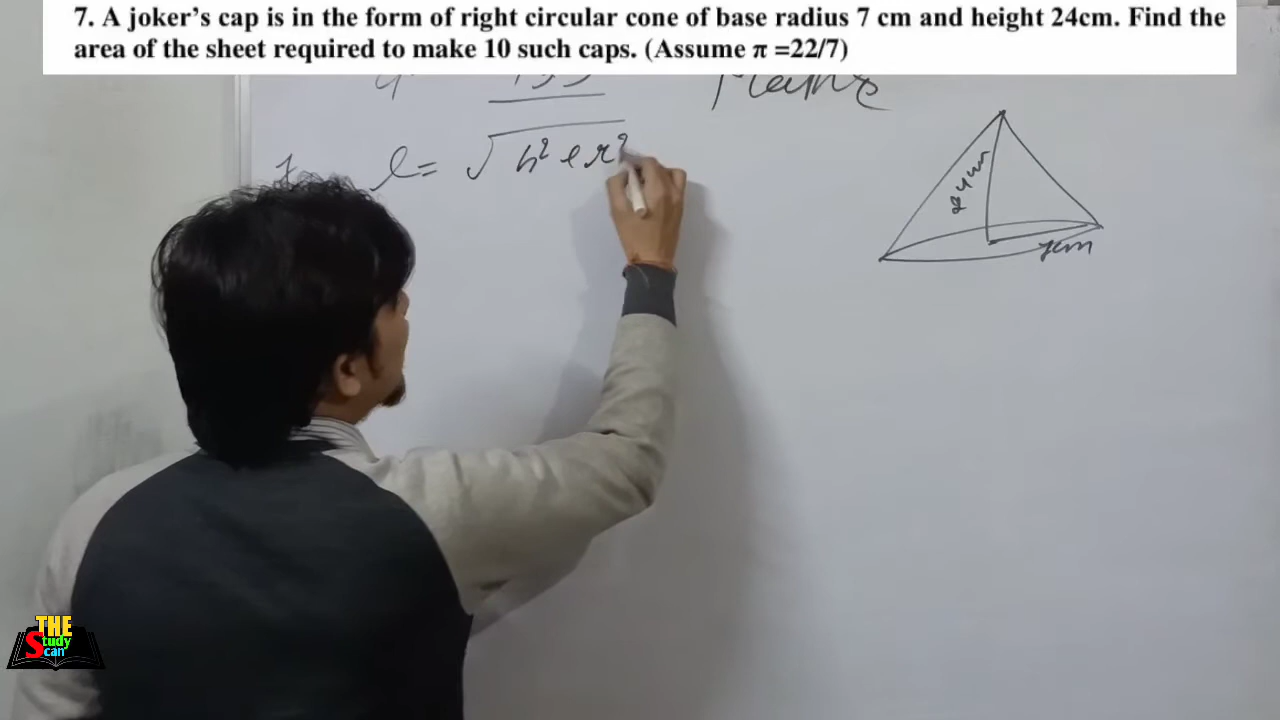 7. A joker's cap is in the form of right circular cone of base radius 7 cm and height 24cm. Find the
area of the sheet required to make 10 such caps. (Assume π =22/7)
Maths
l = √h² + r²
24cm
7cm
THE
Study
Scan